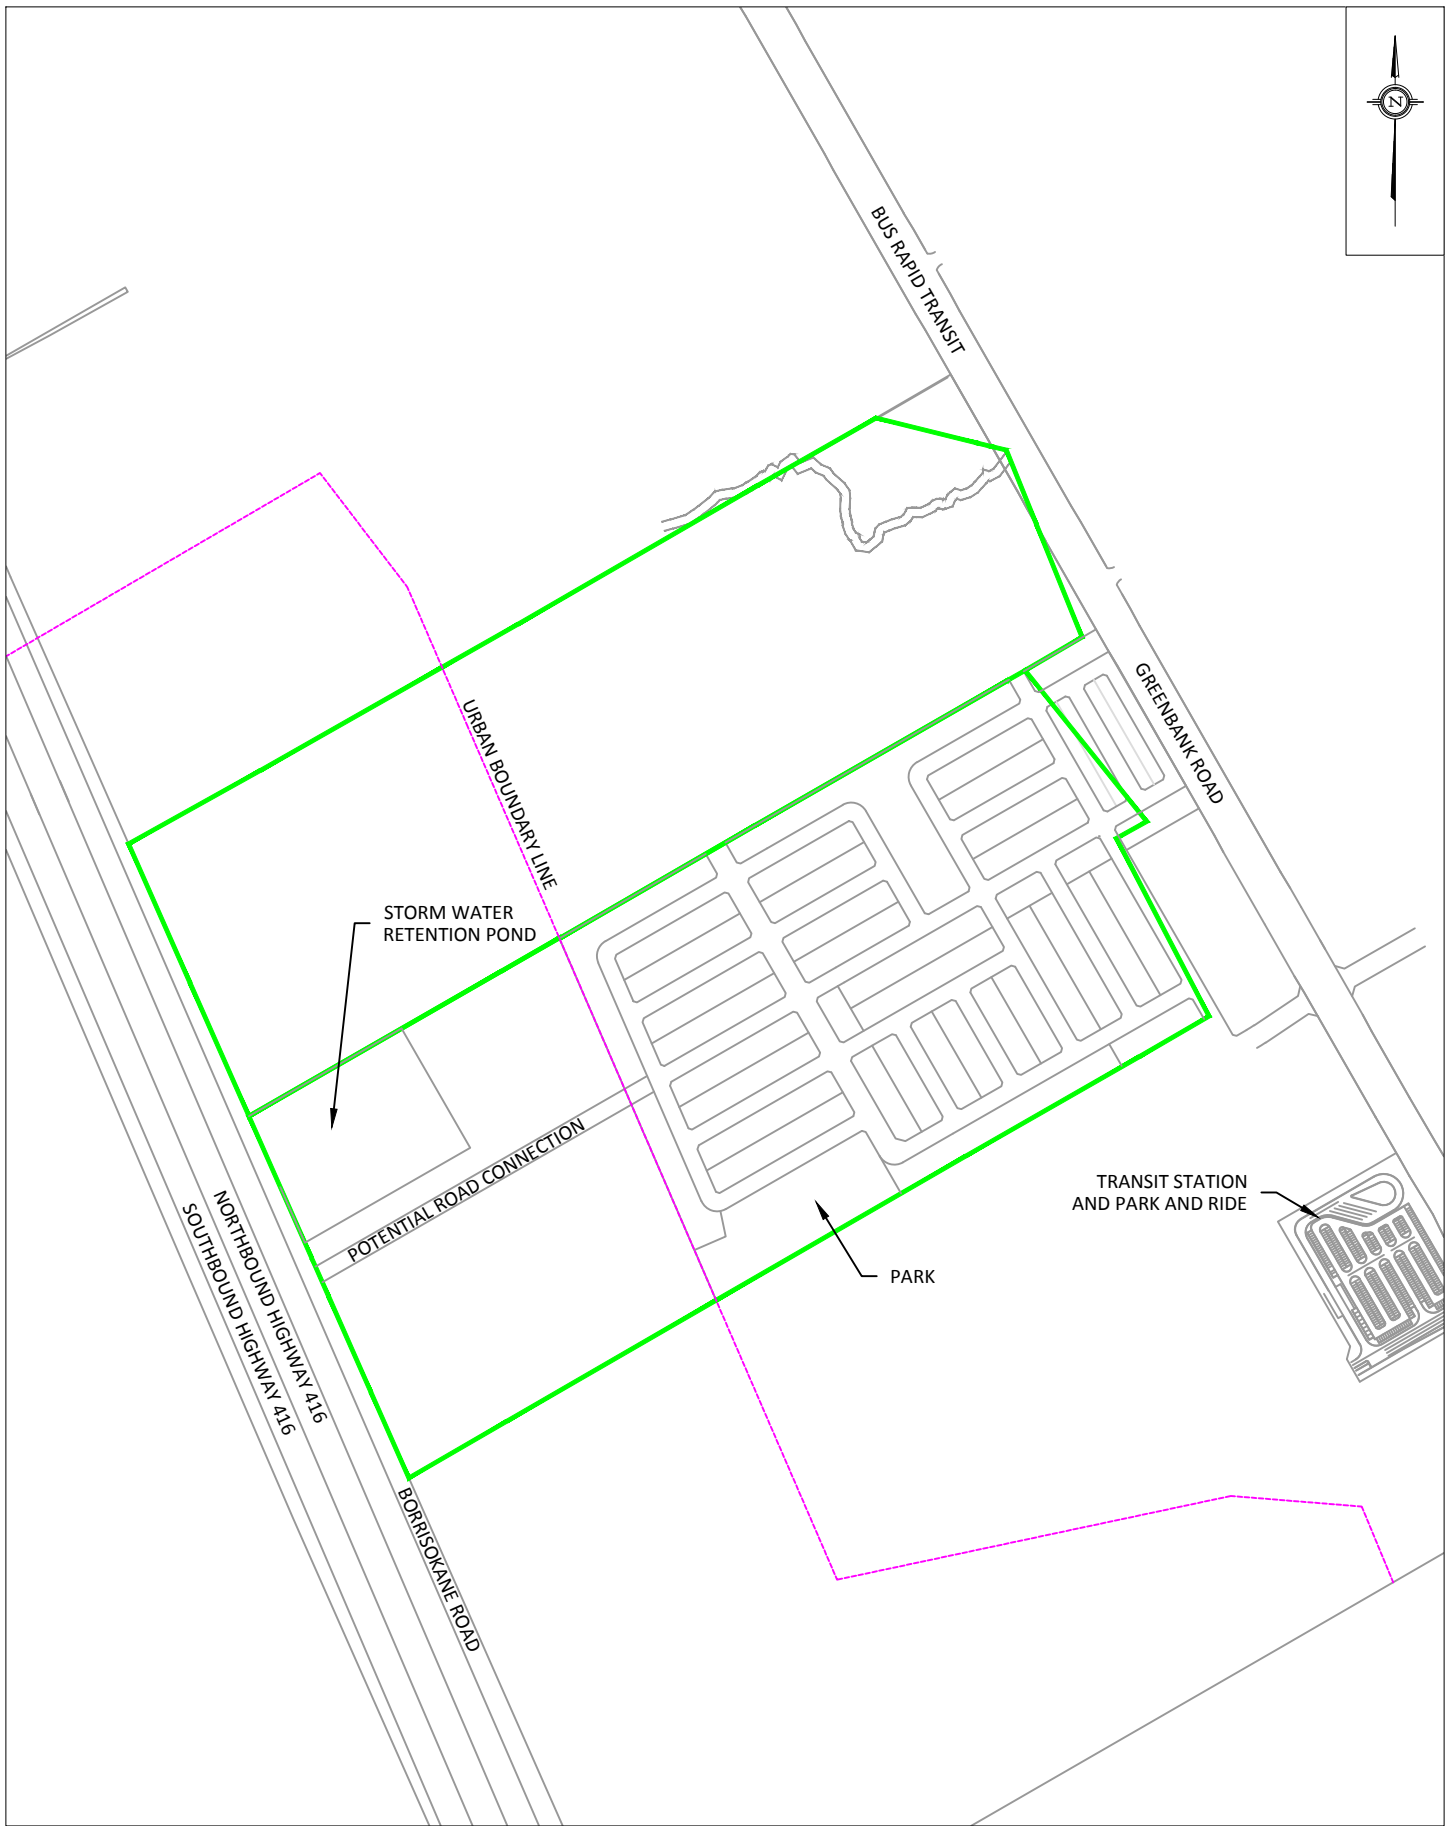 N
BUS RAPID TRANSIT
GREENBANK ROAD
URBAN BOUNDARY LINE
STORM WATER
RETENTION POND
POTENTIAL ROAD CONNECTION
TRANSIT STATION
AND PARK AND RIDE
PARK
NORTHBOUND HIGHWAY 416
SOUTHBOUND HIGHWAY 416
BORRISOKANE ROAD